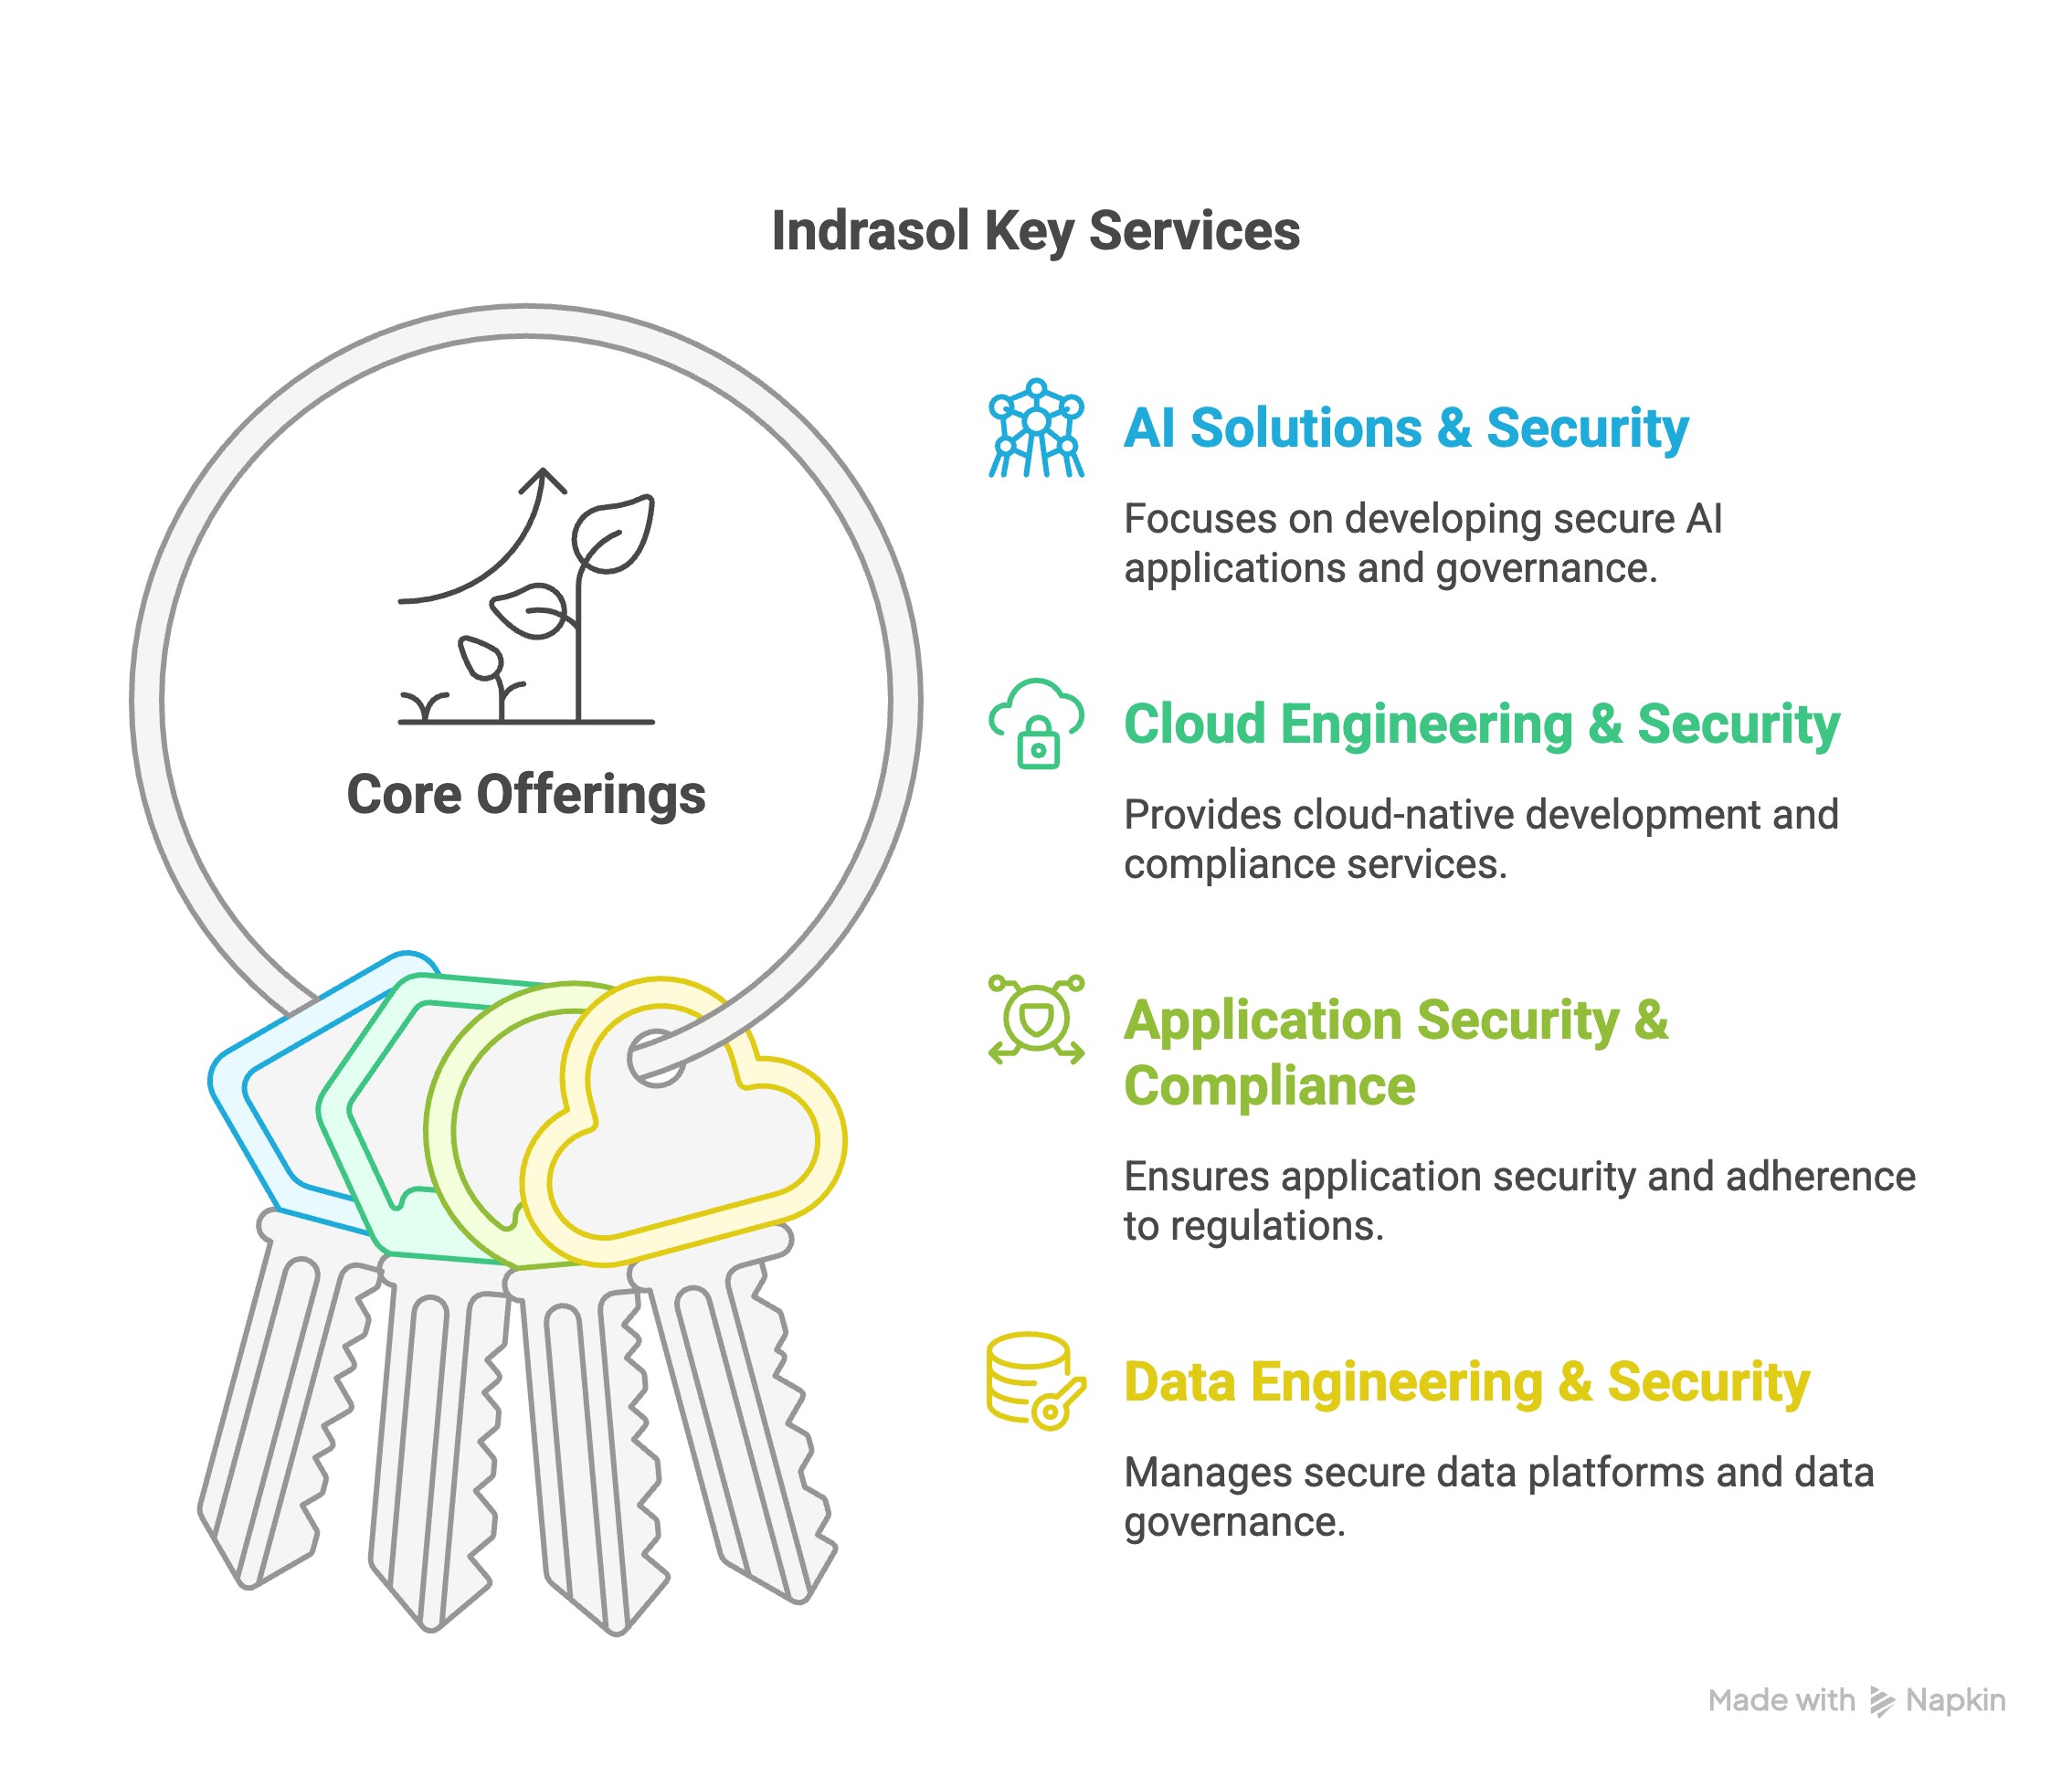 Indrasol Key Services
Core Offerings
AI Solutions & Security
Focuses on developing secure AI
applications and governance.
Cloud Engineering & Security
Provides cloud-native development and
compliance services.
Application Security &
Compliance
Ensures application security and adherence
to regulations.
Data Engineering & Security
Manages secure data platforms and data
governance.
Made with Napkin